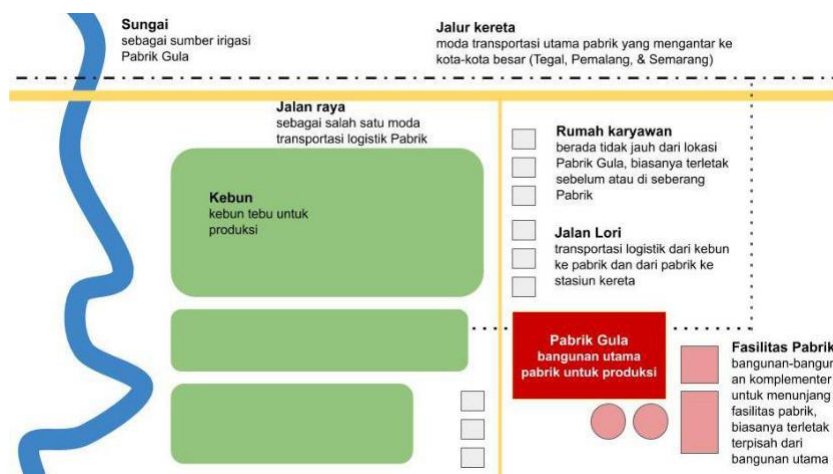 Sungai
sebagai sumber irigasi
Pabrik Gula
Jalur kereta
moda transportasi utama pabrik yang mengantar ke
kota-kota besar (Tegal, Pemalang, & Semarang)
Jalan raya
sebagai salah satu moda
transportasi logistik Pabrik
Rumah karyawan
berada tidak jauh dari lokasi
Pabrik Gula, biasanya terletak
sebelum atau di seberang
Pabrik
Kebun
kebun tebu untuk
produksi
Jalan Lori
transportasi logistik dari kebun
ke pabrik dan dari pabrik ke
stasiun kereta
Pabrik Gula
bangunan utama
pabrik untuk produksi
Fasilitas Pabrik
bangunan-bangun
an komplementer
untuk menunjang
fasilitas pabrik,
biasanya terletak
terpisah dari
bangunan utama